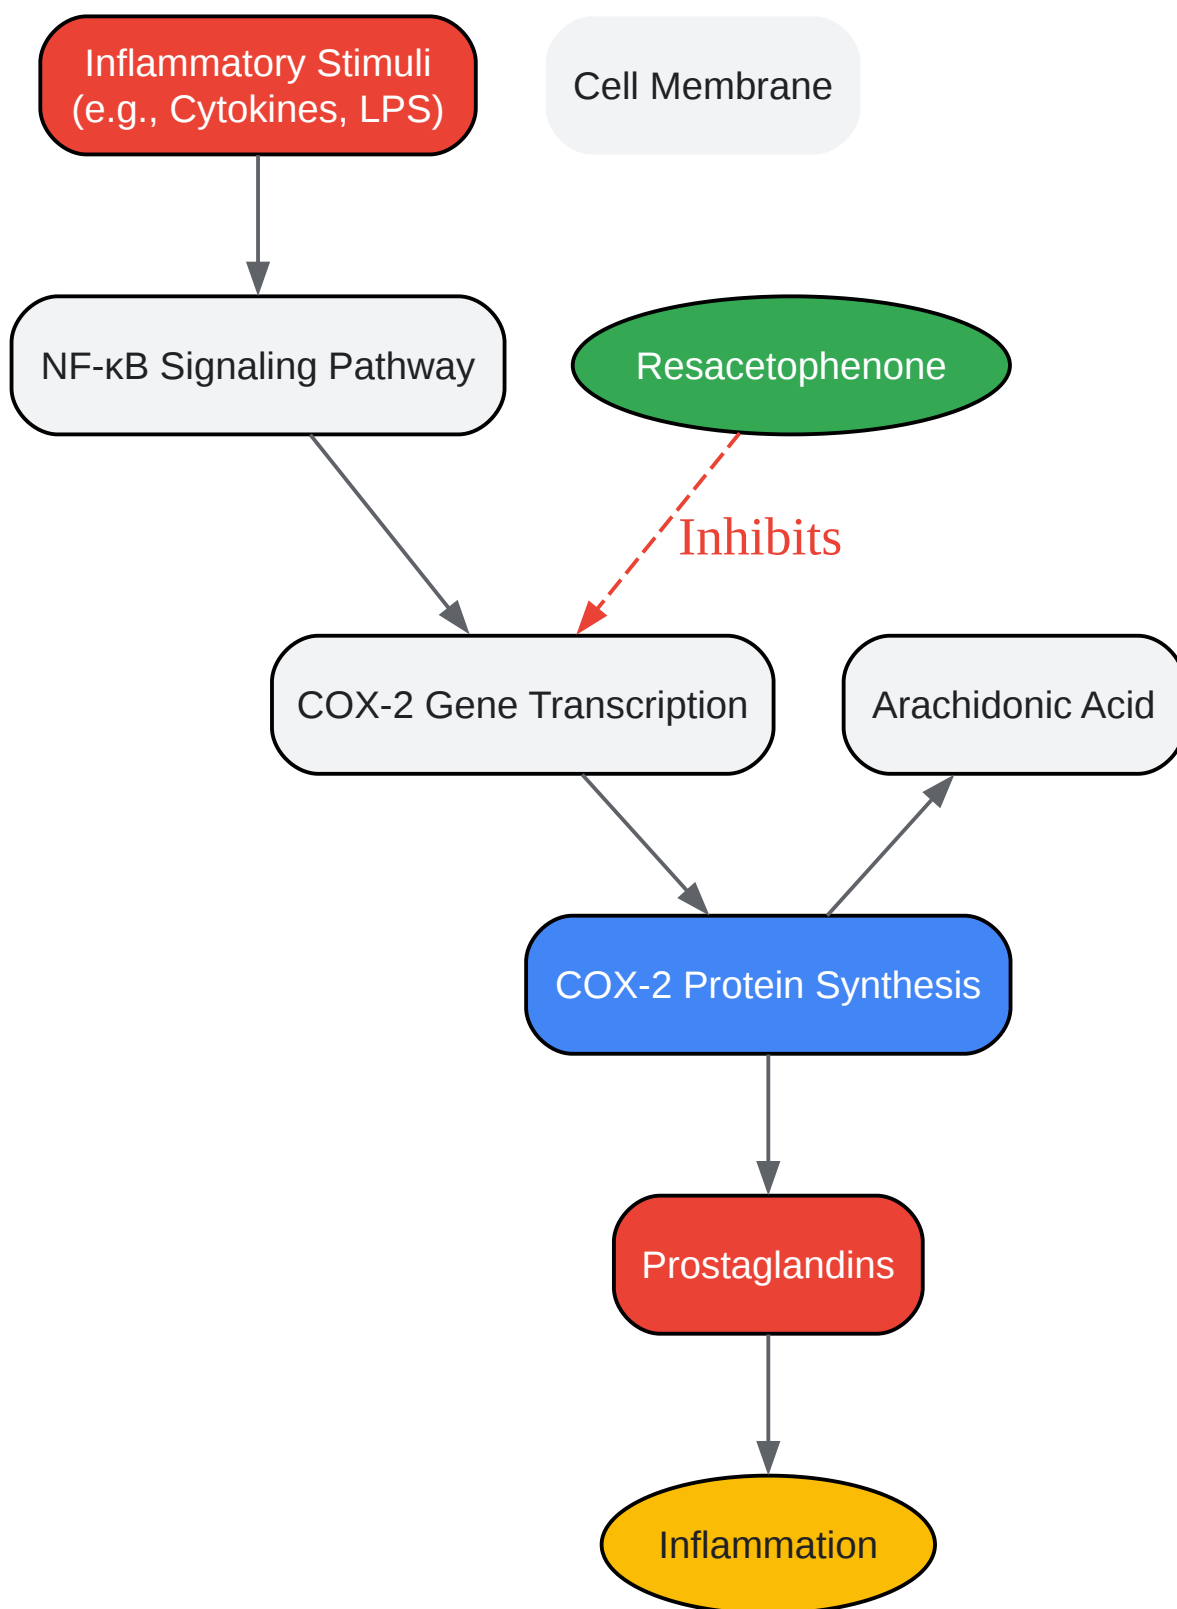 Inflammatory Stimuli
(e.g., Cytokines, LPS)
Cell Membrane
NF-κB Signaling Pathway
Resacetophenone
Inhibits
COX-2 Gene Transcription
Arachidonic Acid
COX-2 Protein Synthesis
Prostaglandins
Inflammation